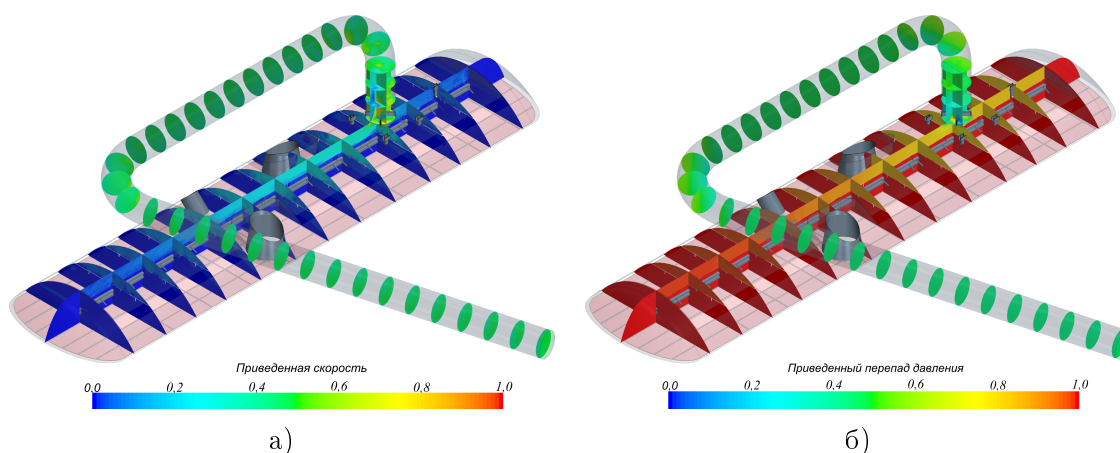 Приведенная скорость
0,0 0,2 0,4 0,6 0,8 1,0
а)
Приведенный перепад давления
0,0 0,2 0,4 0,6 0,8 1,0
б)